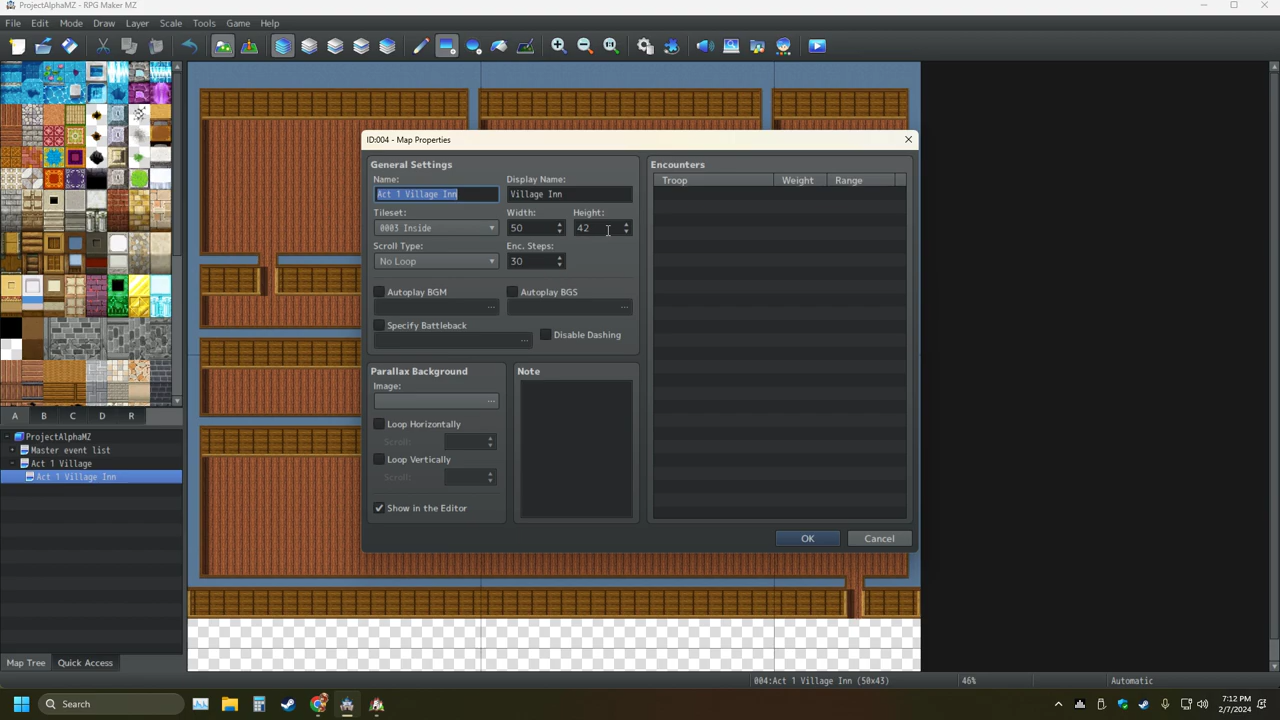 ProjectAlphaMZ - RPG Maker MZ
File Edit Mode Draw Layer Scale Tools Game Help
ID:004 - Map Properties
General Settings
Name:
Display Name:
Act 1 Village Inn
Village Inn
Tileset:
Width:
Height:
0003 Inside
50
42
Scroll Type:
Enc. Steps:
No Loop
30
Autoplay BGM
Autoplay BGS
...
...
Specify Battleback
Disable Dashing
...
Parallax Background
Image:
...
Loop Horizontally
Scroll:
Loop Vertically
Scroll:
Show in the Editor
Note
Encounters
Troop Weight Range
OK
Cancel
A B C D R
ProjectAlphaMZ
Master event list
Act 1 Village
Act 1 Village Inn
Map Tree
Quick Access
004:Act 1 Village Inn (50x43)
46%
Automatic
Search
7:12 PM
2/7/2024